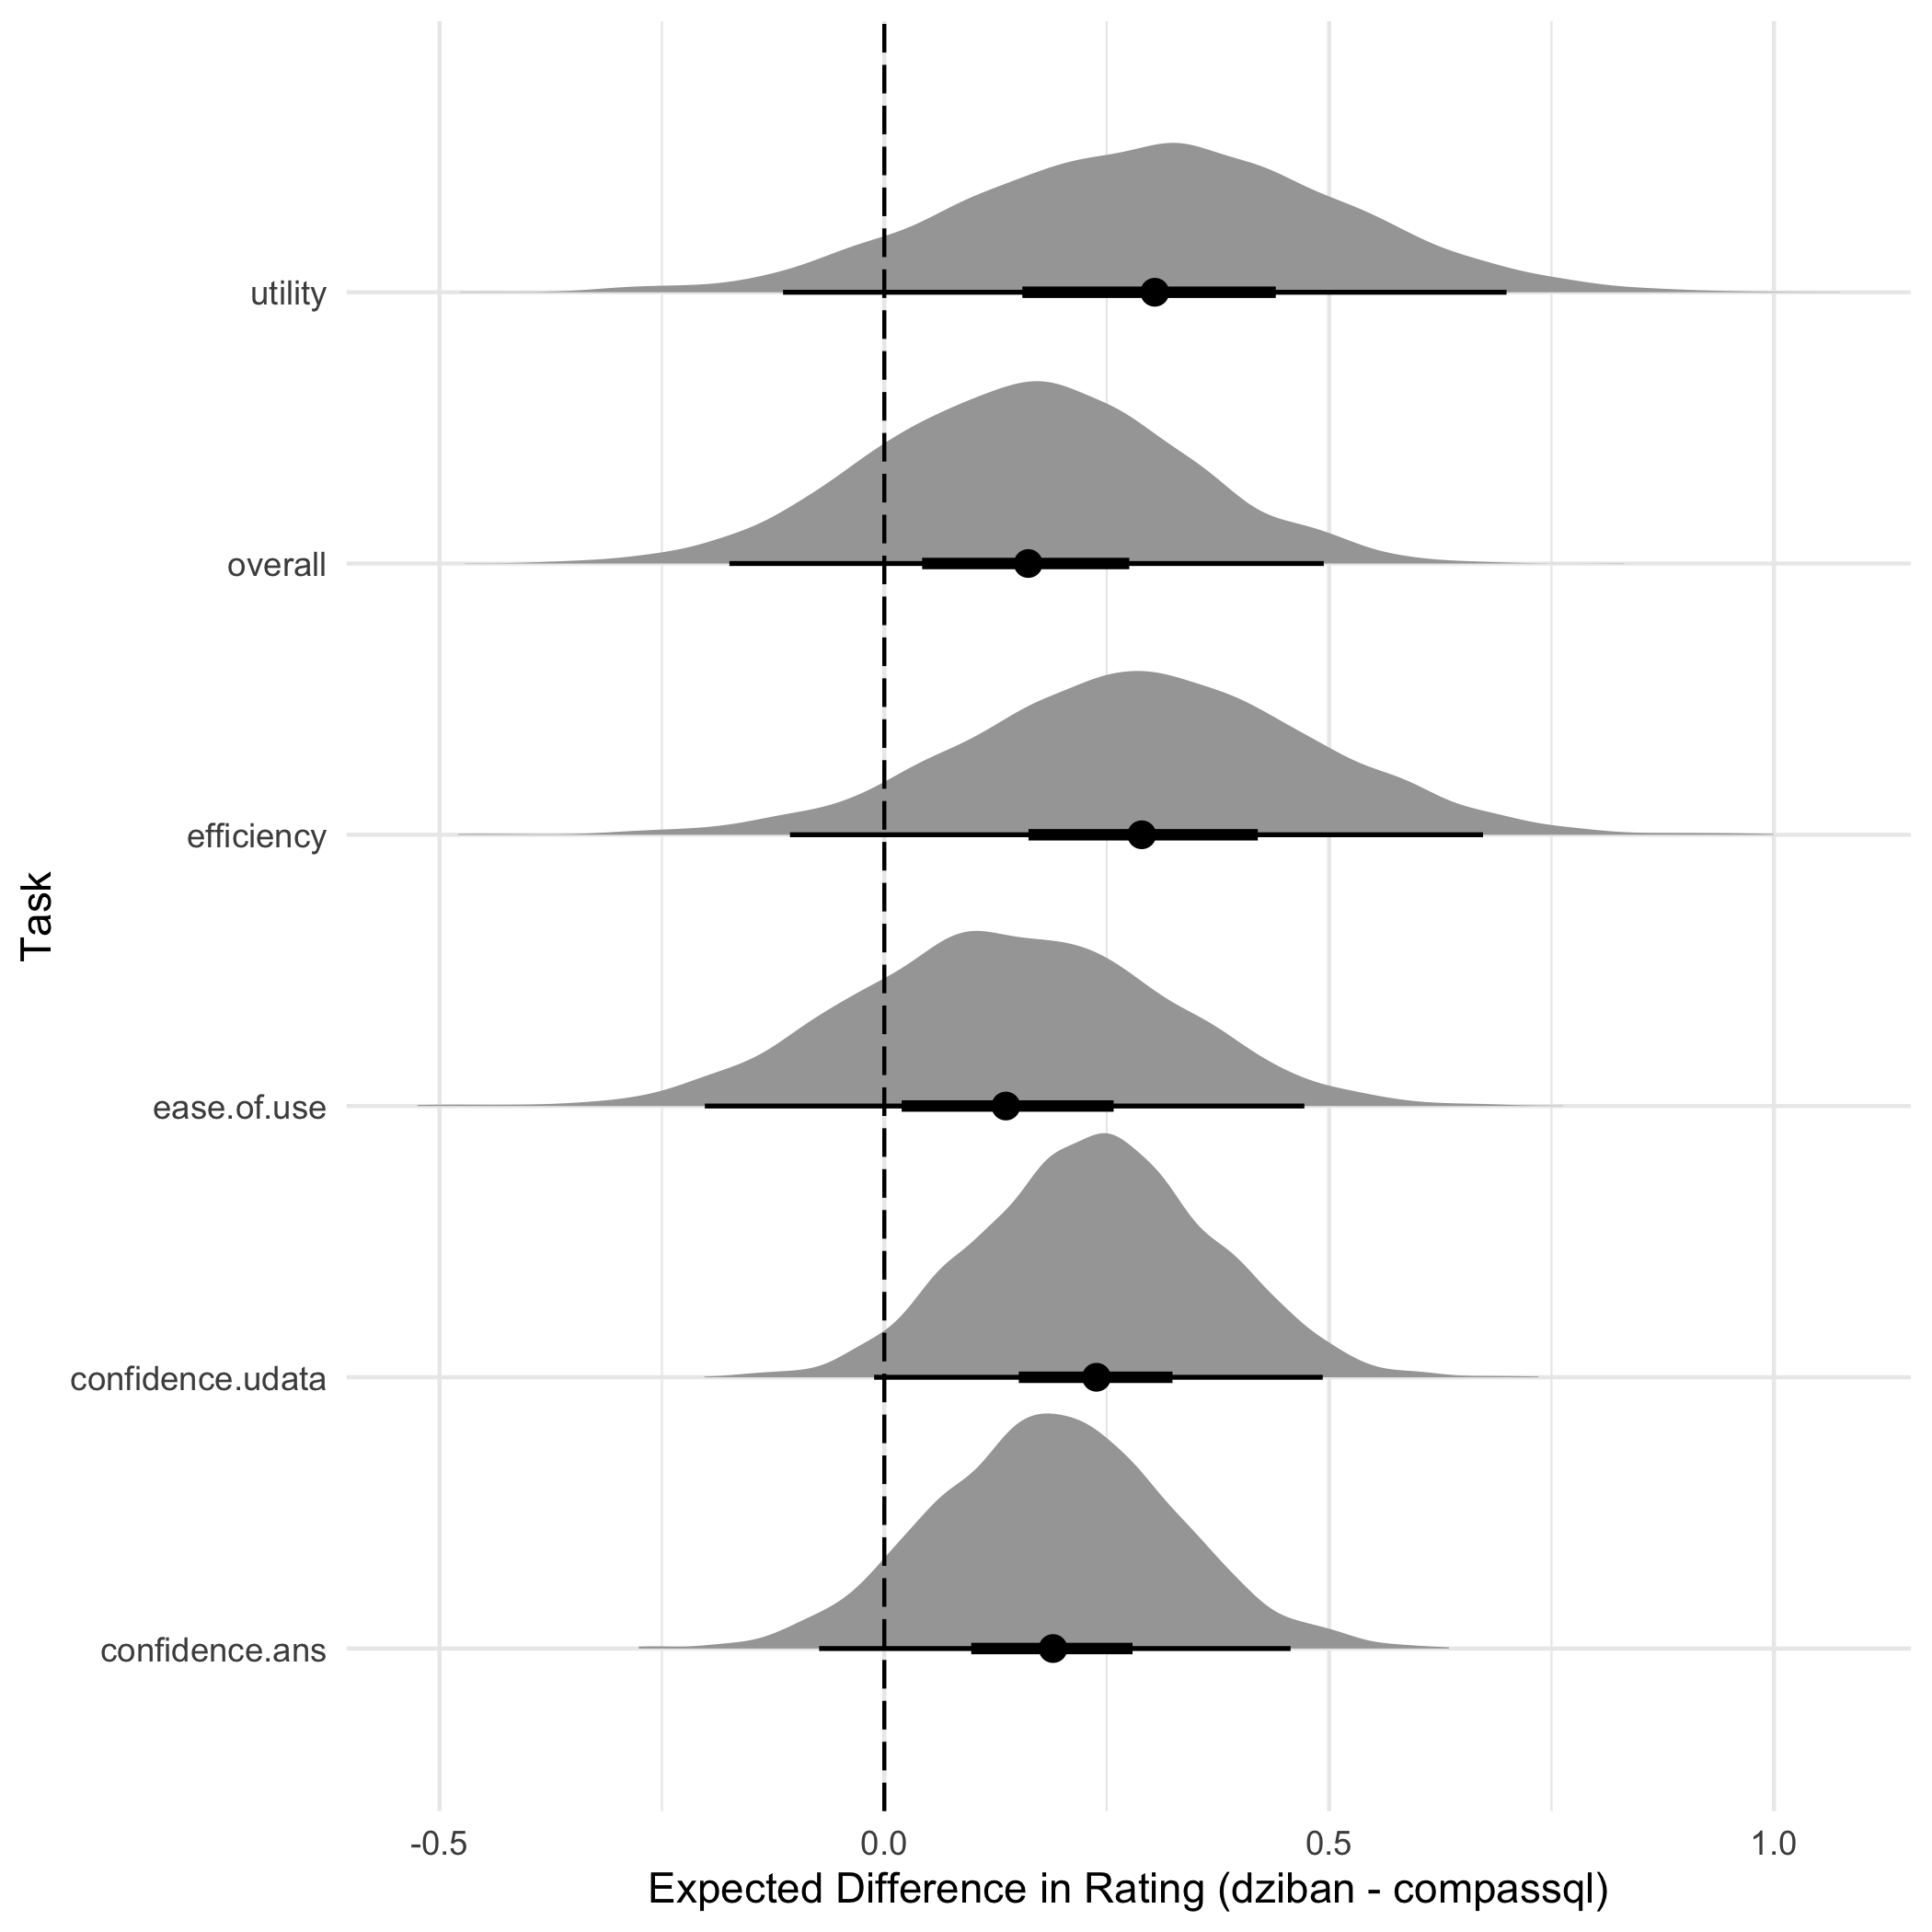 utility
overall
efficiency
ease.of.use
confidence.udata
confidence.ans
Task
-0.5 0.0 0.5 1.0
Expected Difference in Rating (dziban - compassql)